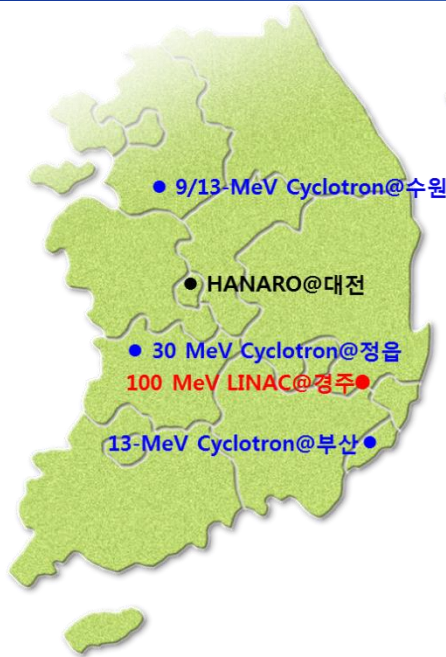 9/13-MeV Cyclotron@수원
HANARO@대전
30 MeV Cyclotron@정읍
100 MeV LINAC@경주
13-MeV Cyclotron@부산